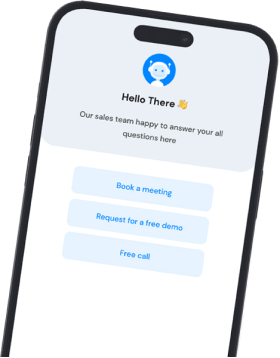 Hello There 👋
Our sales team happy to answer your all
questions here
Book a meeting
Request for a free demo
Free call